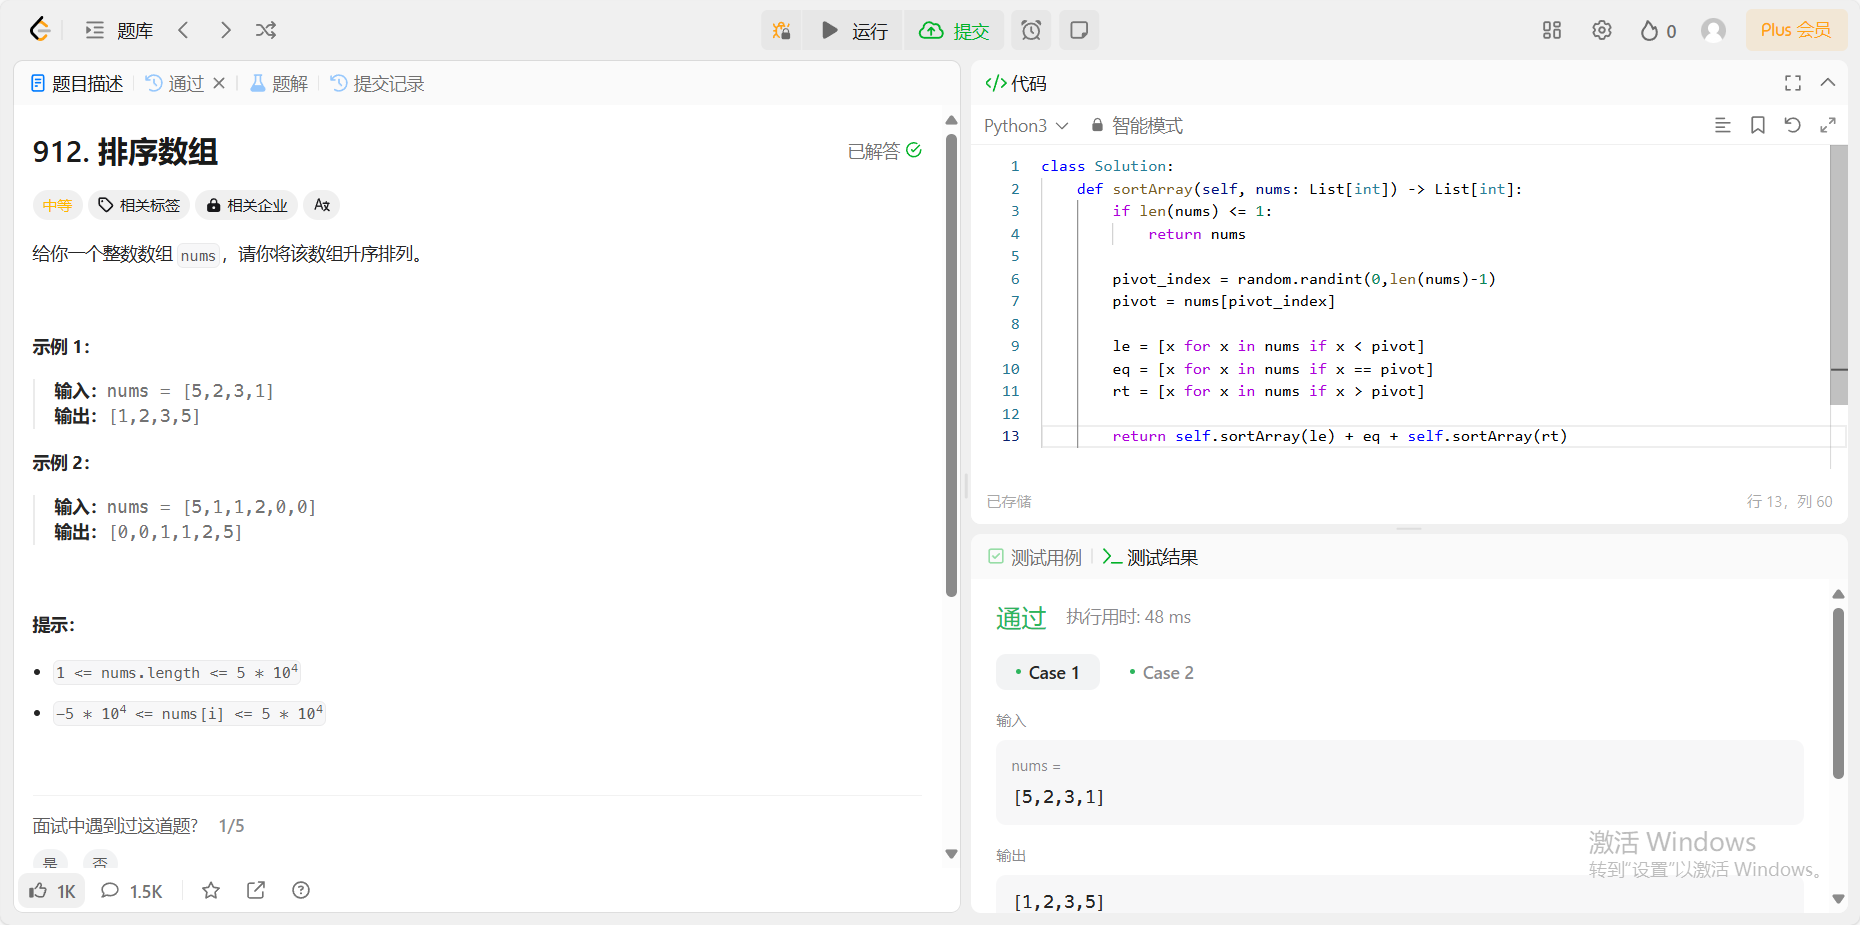 题库
运行
提交
0
Plus 会员
题目描述
通过
题解
提交记录
912. 排序数组
已解答
中等
相关标签
相关企业
给你一个整数数组 nums，请你将该数组升序排列。
示例 1：
输入：nums = [5,2,3,1]
输出：[1,2,3,5]
示例 2：
输入：nums = [5,1,1,2,0,0]
输出：[0,0,1,1,2,5]
提示：
1 <= nums.length <= 5 * 10⁴
-5 * 10⁴ <= nums[i] <= 5 * 10⁴
面试中遇到过这道题? 1/5
是 否
1K
1.5K
代码
Python3
智能模式
1 class Solution:
2     def sortArray(self, nums: List[int]) -> List[int]:
3         if len(nums) <= 1:
4             return nums
5
6         pivot_index = random.randint(0,len(nums)-1)
7         pivot = nums[pivot_index]
8
9         le = [x for x in nums if x < pivot]
10         eq = [x for x in nums if x == pivot]
11         rt = [x for x in nums if x > pivot]
12
13         return self.sortArray(le) + eq + self.sortArray(rt)
已存储
行 13，列 60
测试用例
测试结果
通过 执行用时: 48 ms
Case 1
Case 2
输入
nums =
[5,2,3,1]
输出
[1,2,3,5]
激活 Windows
转到“设置”以激活 Windows。